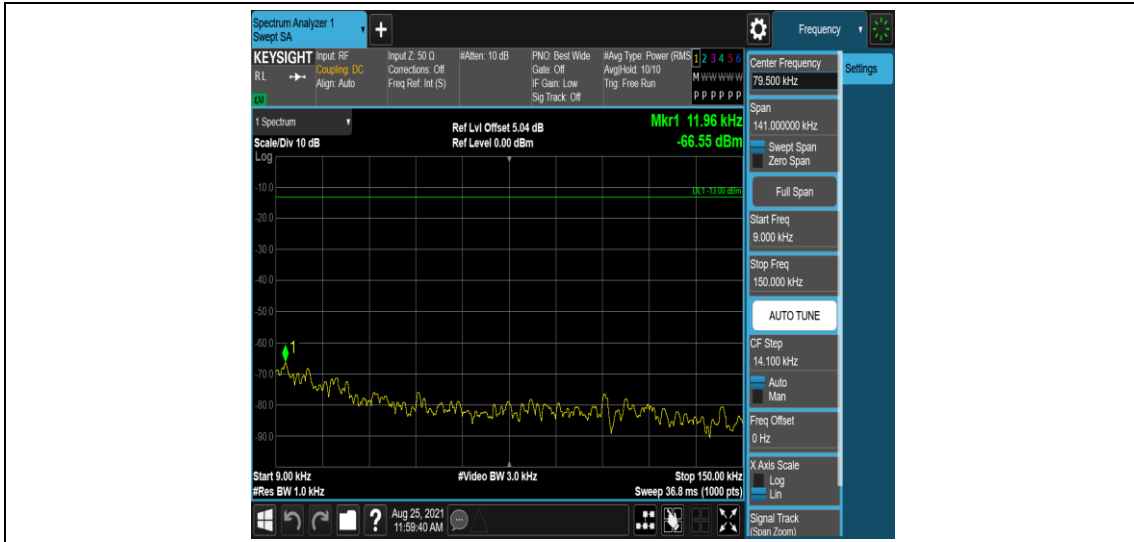 Spectrum Analyzer 1
Swept SA
Frequency
KEYSIGHT
R L
Input: RF
Coupling: DC
Align: Auto
Input Z: 50 Ω
Corrections: Off
Freq Ref: Int (S)
#Atten: 10 dB
PNO: Best Wide
Gate: Off
IF Gain: Low
Sig Track: Off
#Avg Type: Power (RMS
Avg|Hold: 10/10
Trig: Free Run
1 2 3 4 5 6
M W W W W W
P P P P P P
1 Spectrum
Scale/Div 10 dB
Log
Ref Lvl Offset 5.04 dB
Ref Level 0.00 dBm
Mkr1 11.96 kHz
-66.55 dBm
DL1 -13.00 dBm
-10.0
-20.0
-30.0
-40.0
-50.0
-60.0
-70.0
-80.0
-90.0
1
Start 9.00 kHz
#Res BW 1.0 kHz
#Video BW 3.0 kHz
Stop 150.00 kHz
Sweep 36.8 ms (1000 pts)
Center Frequency
79.500 kHz
Span
141.000000 kHz
Swept Span
Zero Span
Full Span
Start Freq
9.000 kHz
Stop Freq
150.000 kHz
AUTO TUNE
CF Step
14.100 kHz
Auto
Man
Freq Offset
0 Hz
X Axis Scale
Log
Lin
Signal Track
(Span Zoom)
Settings
?
Aug 25, 2021
11:59:40 AM